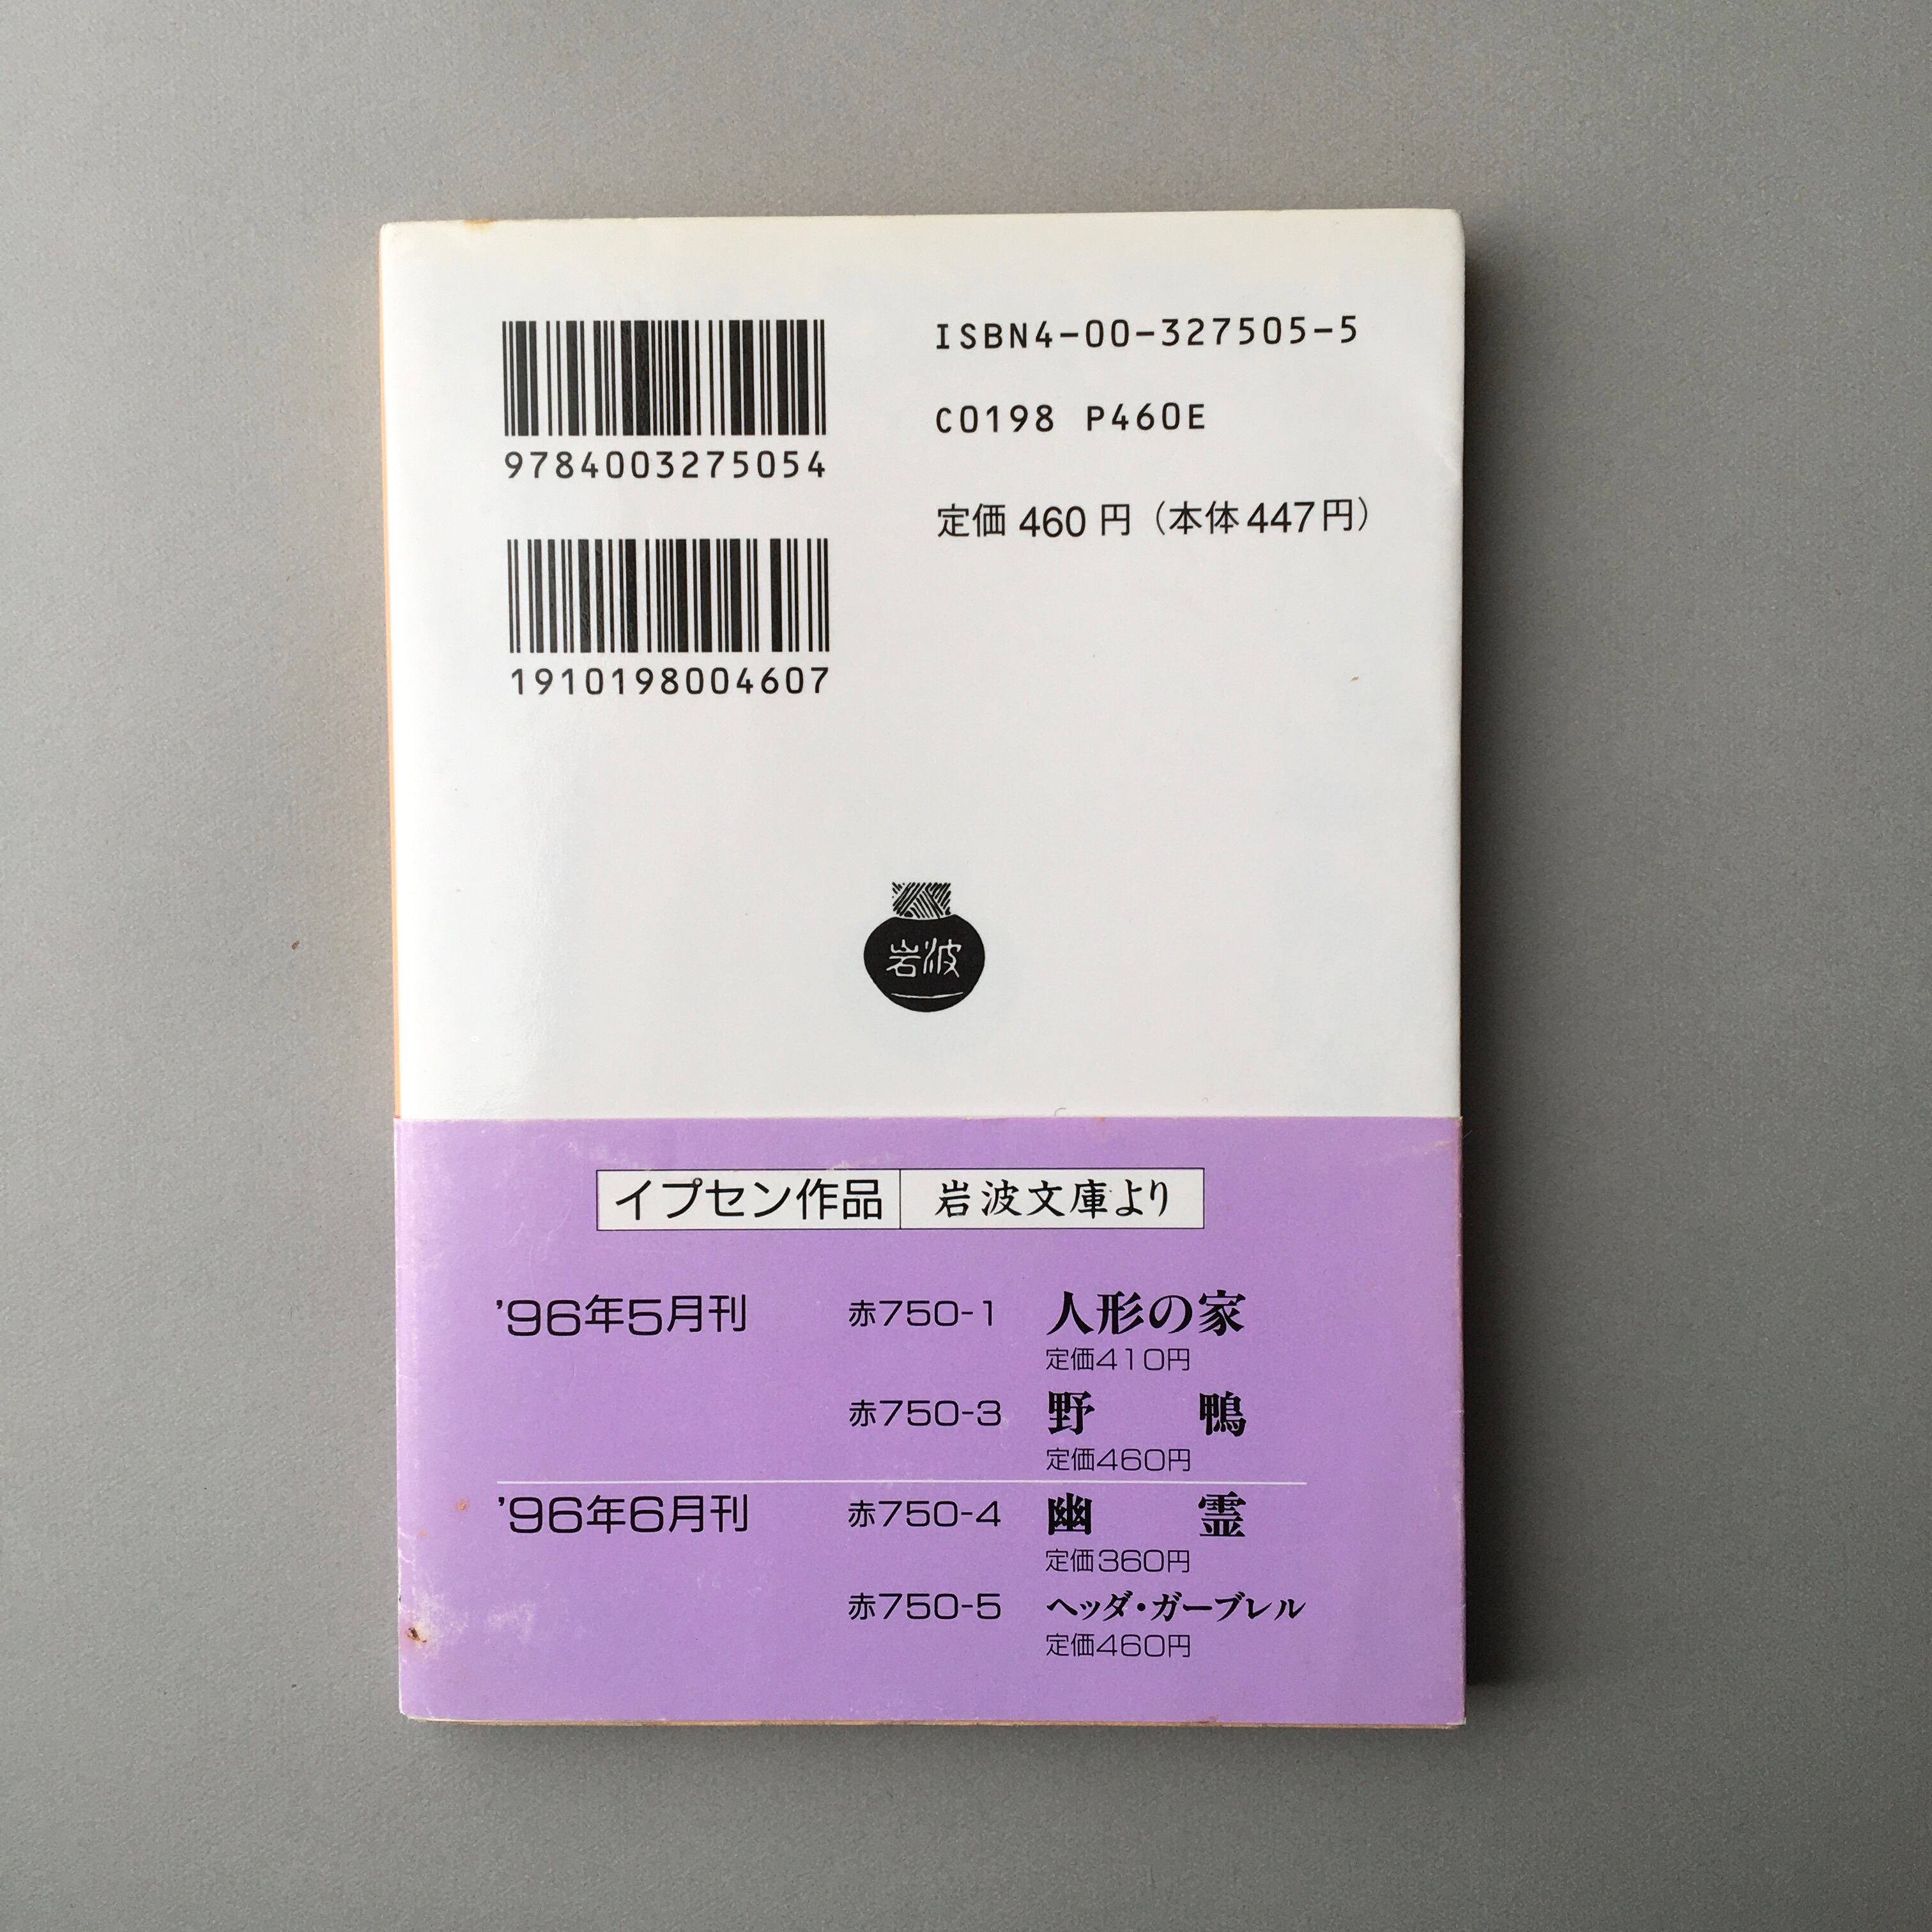 ISBN4-00-327505-5
C0198 P460E
定価 460 円（本体447円）
9784003275054
1910198004607
岩波
イプセン作品 岩波文庫より
’96年5月刊 赤750-1 人形の家
定価410円
赤750-3 野鴨
定価460円
’96年6月刊 赤750-4 幽霊
定価360円
赤750-5 ヘッダ・ガーブレル
定価460円